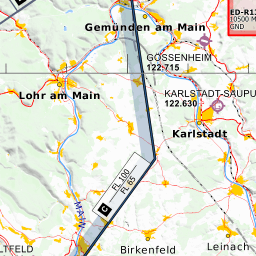 ED-R1
10500 M
GND
Gemünden am Main
GÖSSENHEIM
122.715
Lohr am Main
KARLSTADT-SAUPU
122.630
Karlstadt
FL 100
FL 65
C
MAIN
LTFELD
Birkenfeld
Leinach